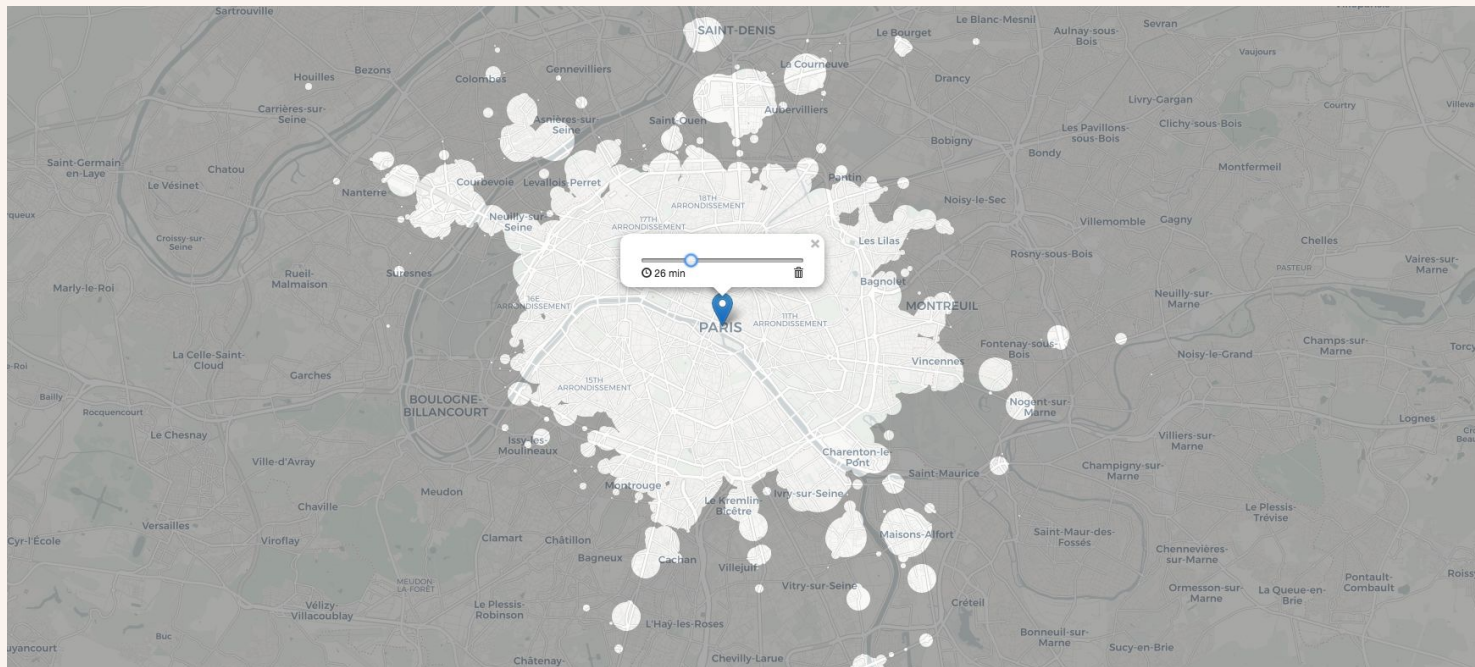 Sartrouville
SAINT-DENIS
Le Blanc-Mesnil
Sevran
Le Bourget
Aulnay-sous-
Bois
Vaujours
Houilles
Bezons
Colombes
Gennevilliers
La Courneuve
Drancy
Carrières-sur-
Seine
Asnières-sur-
Seine
Saint-Ouen
Aubervilliers
Livry-Gargan
Courtry
Les Pavillons-
sous-Bois
Clichy-sous-Bois
Bobigny
Bondy
Saint-Germain
en-Laye
Chatou
Montfermeil
Le Vésinet
Nanterre
Courbevoie
Levallois-Perret
Pantin
Noisy-le-Sec
18TH
ARRONDISSEMENT
17TH
ARRONDISSEMENT
Neuilly-sur-
Seine
Villemomble
Gagny
Croissy-sur-
Seine
Les Lilas
Chelles
Rosny-sous-Bois
Vaires-sur-
Marne
PASTEUR
Rueil-
Malmaison
Suresnes
26 min
Bagnolet
Marly-le-Roi
Neuilly-sur-
Marne
16E
ARRONDISSEMENT
MONTREUIL
PARIS
11TH
ARRONDISSEMENT
Fontenay-sous-
Bois
Champs-sur-
Marne
Noisy-le-Grand
La Celle-Saint-
Cloud
Vincennes
Garches
15TH
ARRONDISSEMENT
Bailly
BOULOGNE-
BILLANCOURT
Nogent-sur-
Marne
Rocquencourt
Lognes
Le Chesnay
Issy-les-
Moulineaux
Villiers-sur-
Marne
Ville-d'Avray
Charenton-le-
Pont
Champigny-sur-
Marne
Saint-Maurice
Meudon
Montrouge
Ivry-sur-Seine
Le Kremlin-
Bicêtre
Chaville
Le Plessis-
Trévise
Versailles
Viroflay
Clamart
Châtillon
Maisons-Alfort
Saint-Maur-des-
Fossés
Bagneux
Cachan
Villejuif
Chennevières-
sur-Marne
MEUDON
LA-FORÊT
Vitry-sur-Seine
Pontault-
Combault
Ormesson-sur-
Marne
La Queue-en-
Brie
Vélizy-
Villacoublay
Le Plessis-
Robinson
Créteil
L'Haÿ-les-Roses
Buc
Bonneuil-sur-
Marne
Sucy-en-Brie
Chevilly-Larue